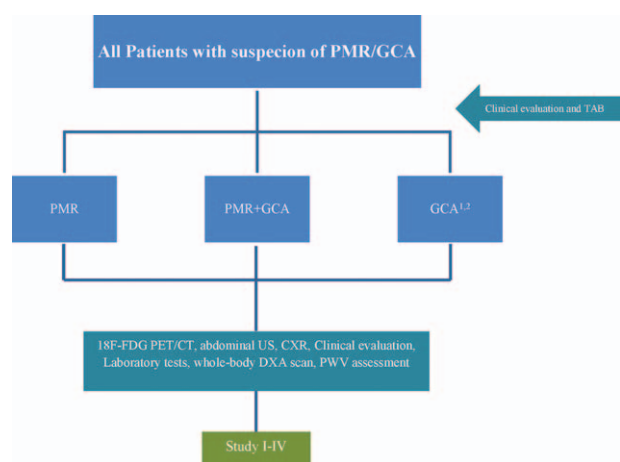 All Patients with suspecion of PMR/GCA
Clinical evaluation and TAB
PMR
PMR+GCA
GCA1,2
18F-FDG PET/CT, abdominal US, CXR, Clinical evaluation,
Laboratory tests, whole-body DXA scan, PWV assessment
Study I-IV